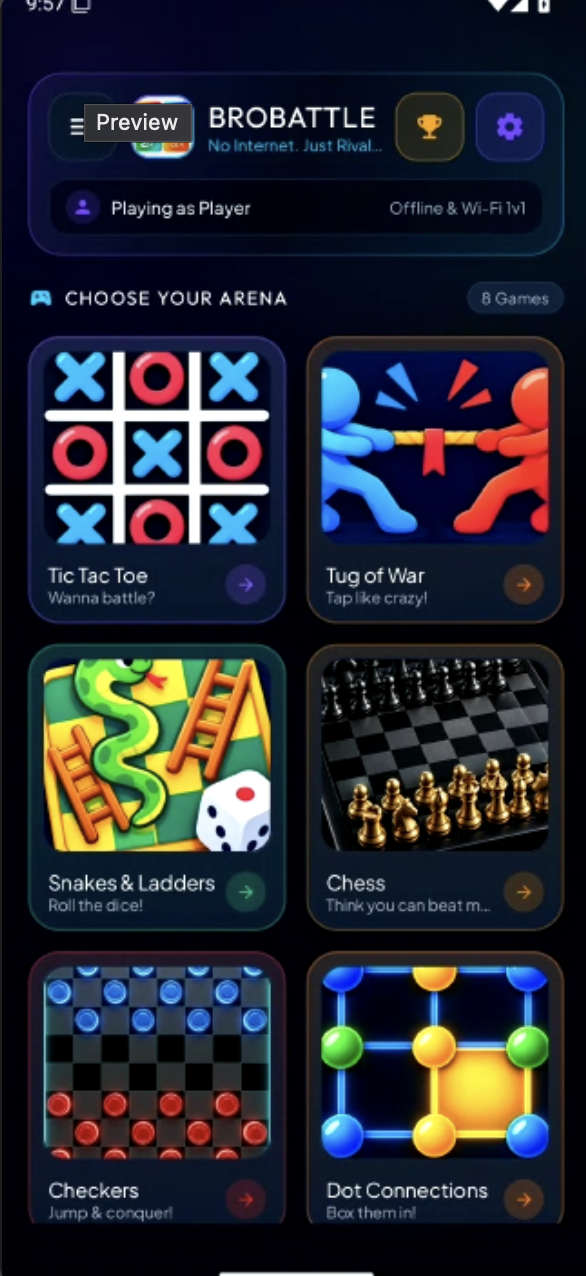 9:57
Preview
BROBATTLE
No Internet. Just Rival...
Playing as Player
Offline & Wi-Fi 1v1
CHOOSE YOUR ARENA
8 Games
Tic Tac Toe
Wanna battle?
Tug of War
Tap like crazy!
Snakes & Ladders
Roll the dice!
Chess
Think you can beat m...
Checkers
Jump & conquer!
Dot Connections
Box them in!